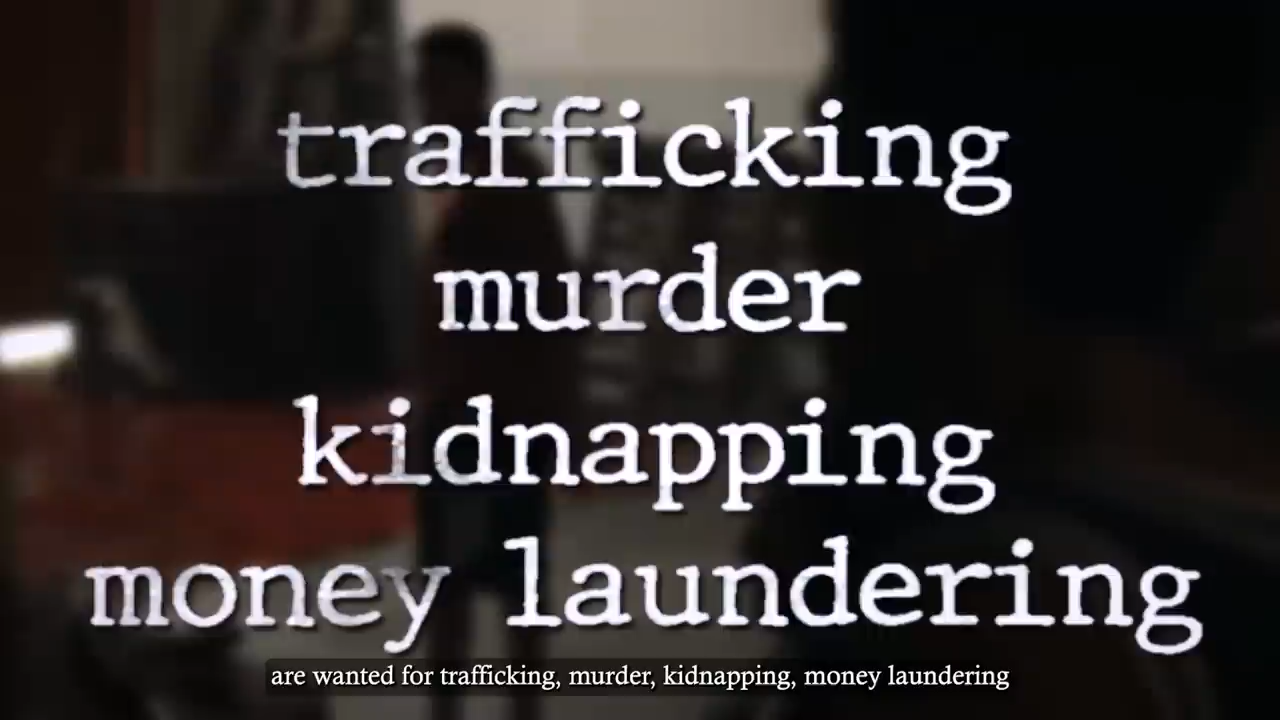 trafficking
murder
kidnapping
money laundering
are wanted for trafficking, murder, kidnapping, money laundering